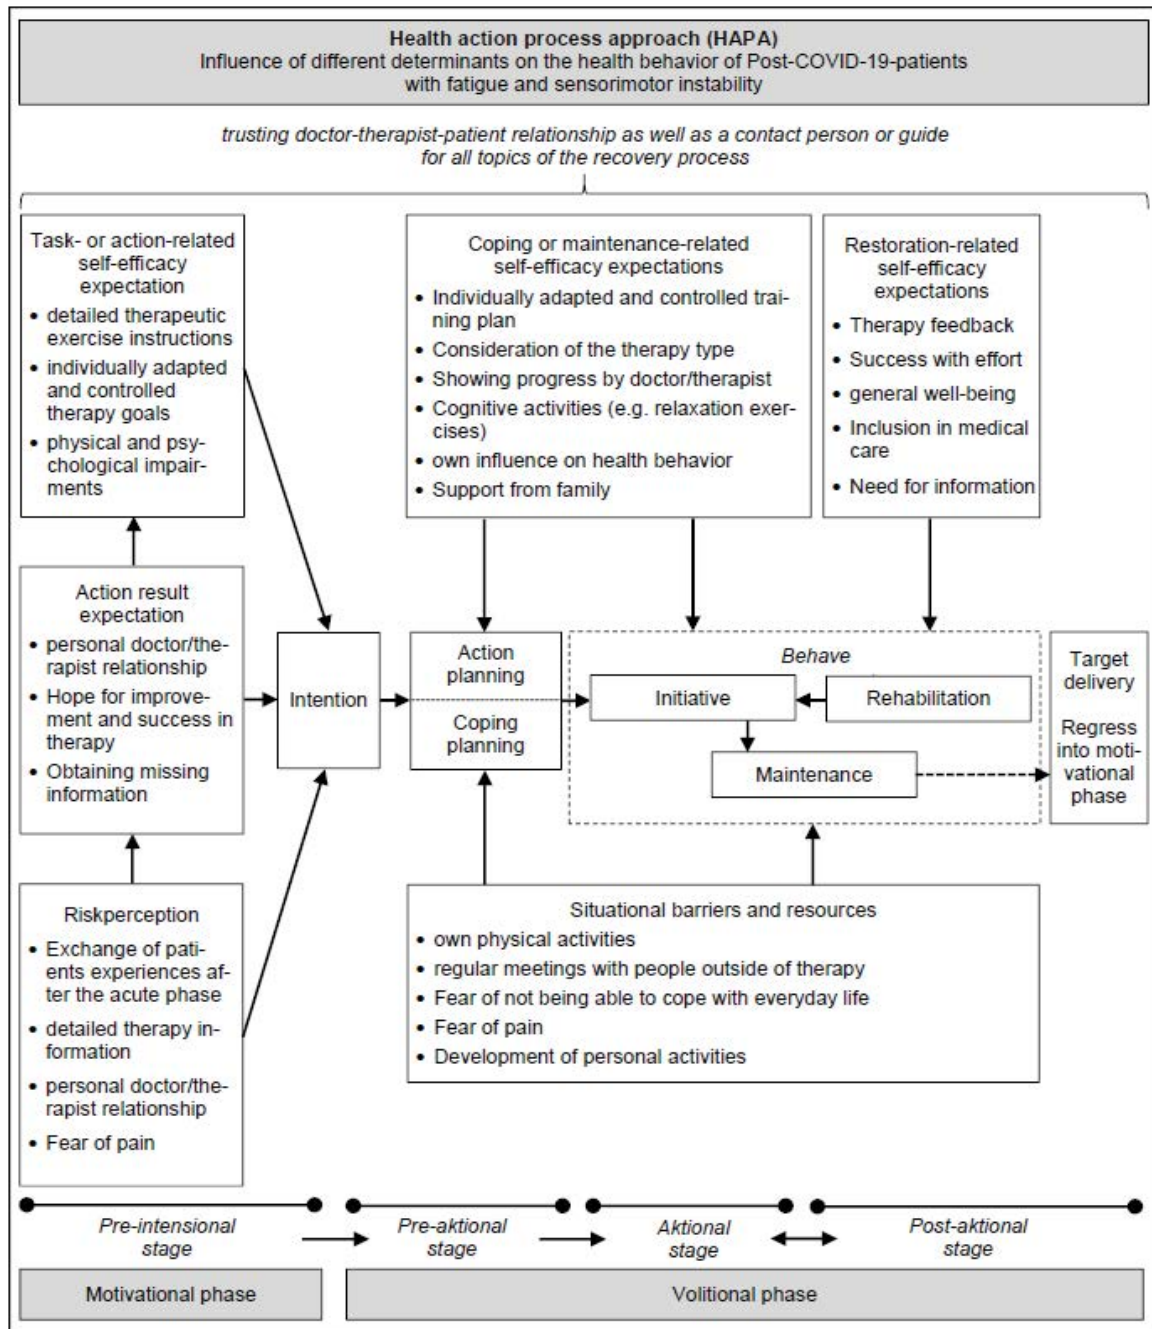 Health action process approach (HAPA)
Influence of different determinants on the health behavior of Post-COVID-19-patients
with fatigue and sensorimotor instability
trusting doctor-therapist-patient relationship as well as a contact person or guide
for all topics of the recovery process
Task- or action-related
self-efficacy
expectation
• detailed therapeutic
exercise instructions
• individually adapted
and controlled
therapy goals
• physical and psy-
chological impair-
ments
Coping or maintenance-related
self-efficacy expectations
• Individually adapted and controlled trai-
ning plan
• Consideration of the therapy type
• Showing progress by doctor/therapist
• Cognitive activities (e.g. relaxation exer-
cises)
• own influence on health behavior
• Support from family
Restoration-related
self-efficacy
expectations
• Therapy feedback
• Success with effort
• general well-being
• Inclusion in medical
care
• Need for information
Action result
expectation
• personal doctor/the-
rapist relationship
• Hope for improve-
ment and success in
therapy
• Obtaining missing
information
Intention
Action
planning
Coping
planning
Behave
Initiative
Rehabilitation
Maintenance
Target
delivery
Regress
into moti-
vational
phase
Riskperception
• Exchange of pati-
ents experiences af-
ter the acute phase
• detailed therapy in-
formation
• personal doctor/the-
rapist relationship
• Fear of pain
Situational barriers and resources
• own physical activities
• regular meetings with people outside of therapy
• Fear of not being able to cope with everyday life
• Fear of pain
• Development of personal activities
Pre-intensional
stage
Pre-aktional
stage
Aktional
stage
Post-aktional
stage
Motivational phase
Volitional phase